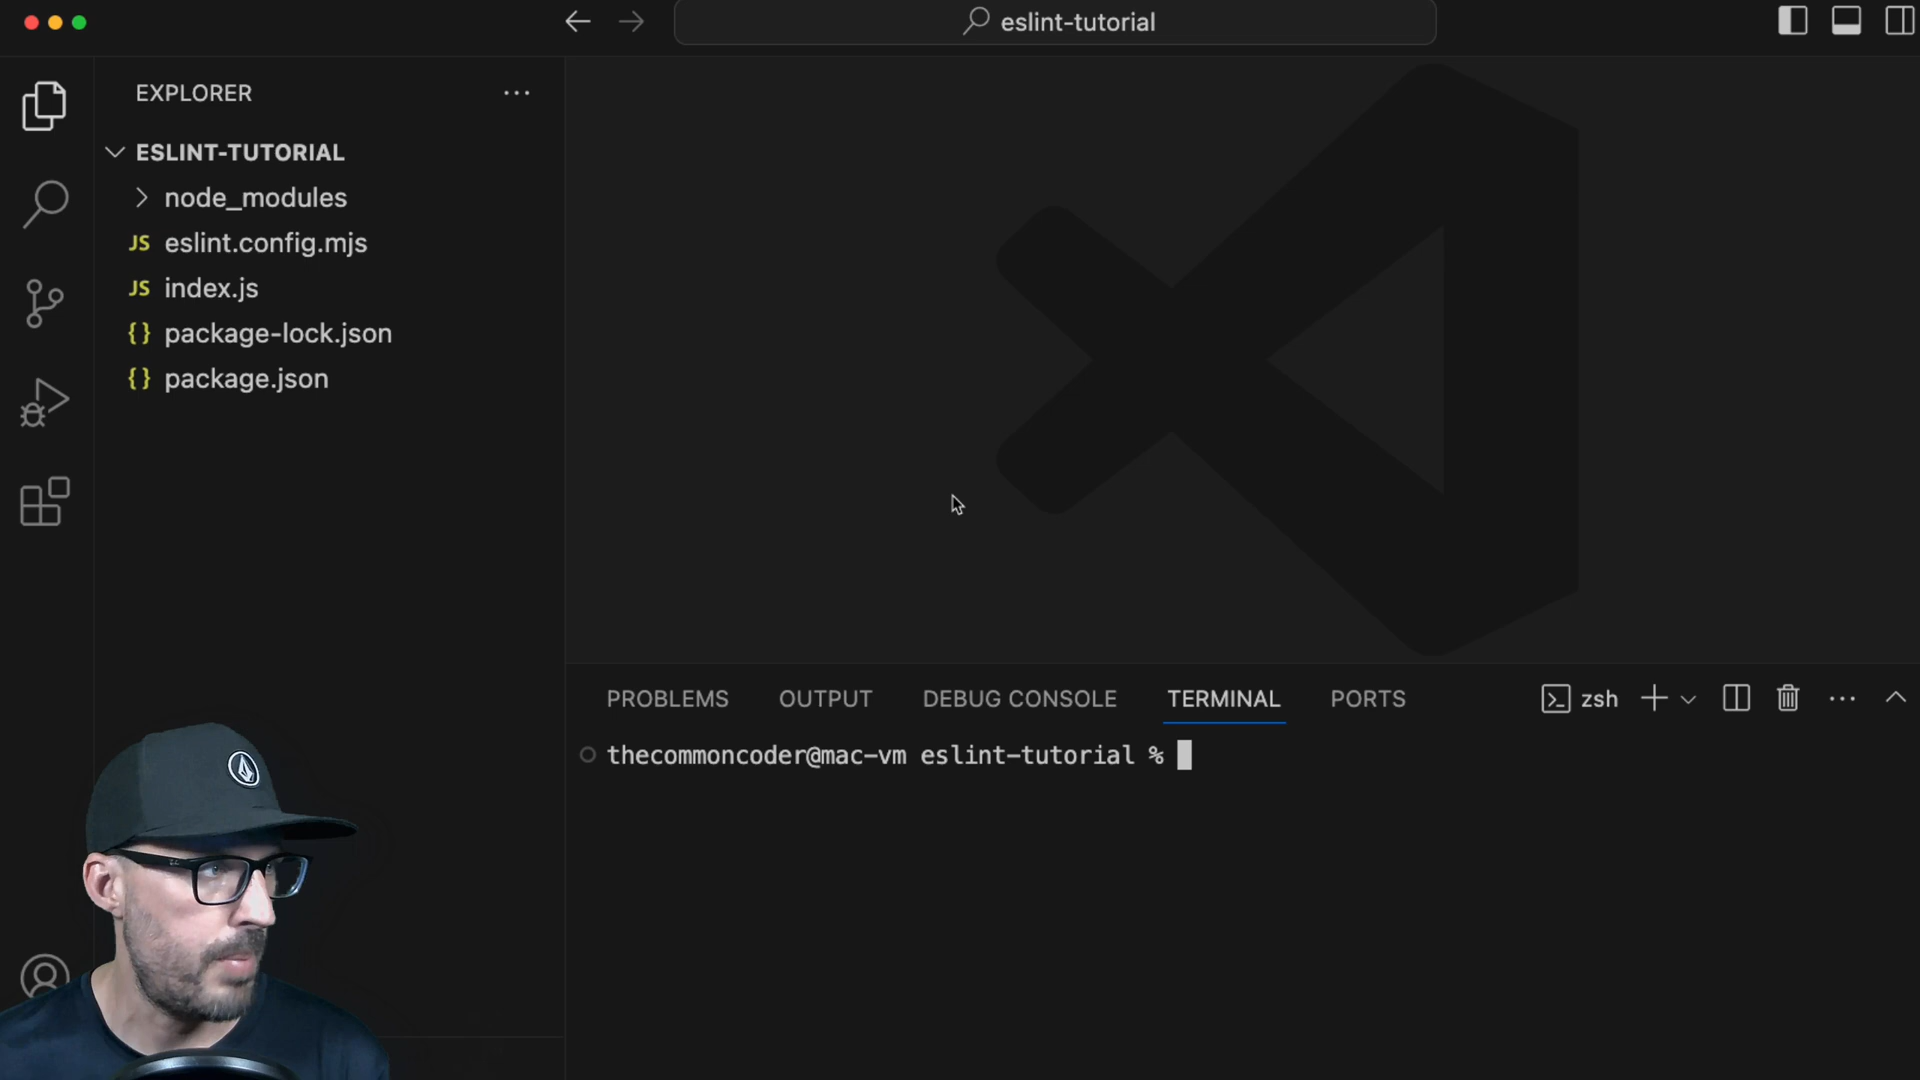 eslint-tutorial
EXPLORER
ESLINT-TUTORIAL
node_modules
JS eslint.config.mjs
JS index.js
{} package-lock.json
{} package.json
PROBLEMS OUTPUT DEBUG CONSOLE TERMINAL PORTS zsh
thecommoncoder@mac-vm eslint-tutorial %